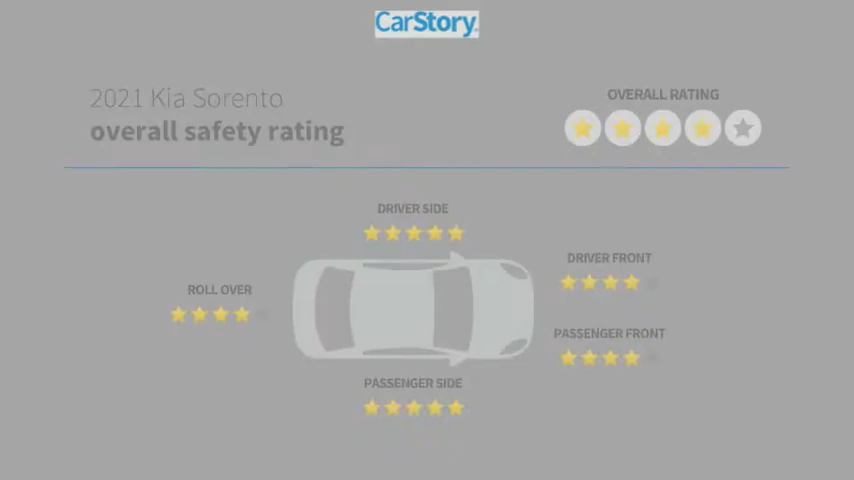 CarStory
2021 Kia Sorento
overall safety rating
OVERALL RATING
DRIVER SIDE
DRIVER FRONT
ROLL OVER
PASSENGER FRONT
PASSENGER SIDE